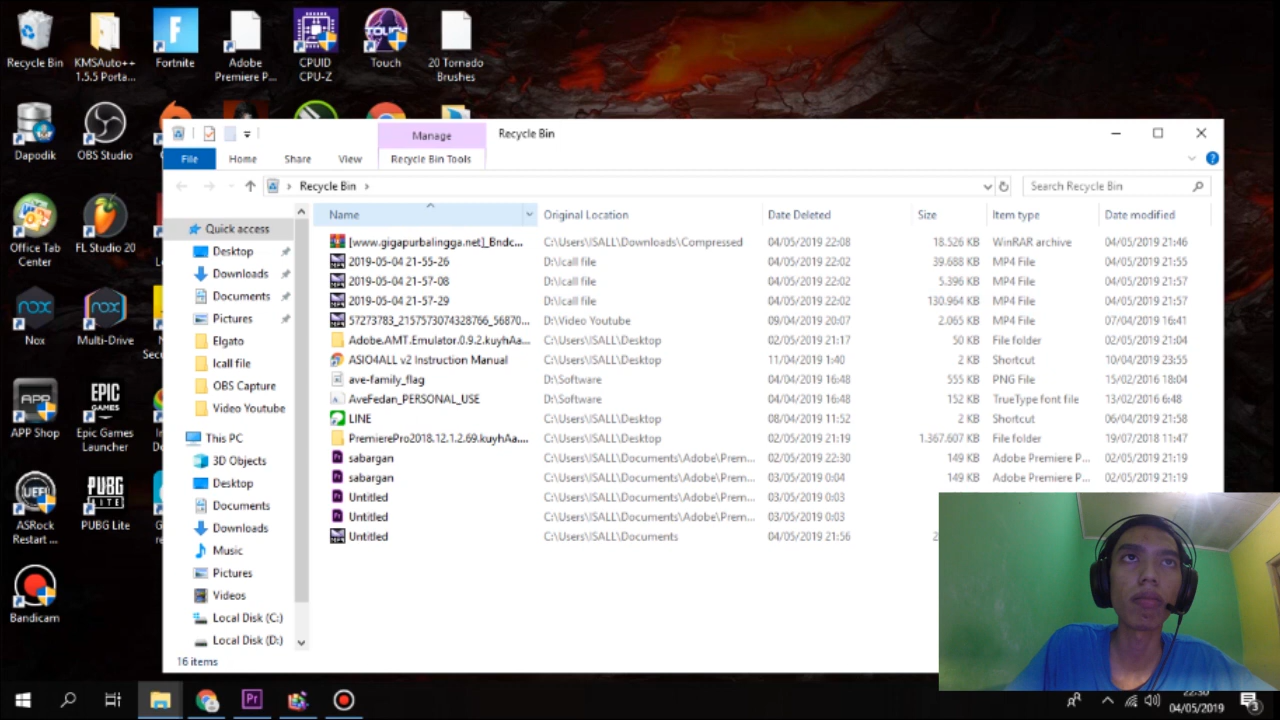 Recycle Bin
KMSAuto++
1.5.5 Porta...
Fortnite
Adobe
Premiere P...
CPUID
CPU-Z
TOUCH
Touch
20 Tornado
Brushes
Dapodik
OBS Studio
Office Tab
Center
FL Studio 20
nox
Nox
nox
Multi-Drive
APP
SHOP
APP Shop
EPIC
GAMES
Epic Games
Launcher
UEFI
ASRock
Restart ...
PUBG
LITE
PUBG Lite
Bandicam
Manage
Recycle Bin
File
Home
Share
View
Recycle Bin Tools
Recycle Bin
Search Recycle Bin
Quick access
Desktop
Downloads
Documents
Pictures
Elgato
Icall file
OBS Capture
Video Youtube
This PC
3D Objects
Desktop
Documents
Downloads
Music
Pictures
Videos
Local Disk (C:)
Local Disk (D:)
Name Original Location Date Deleted Size Item type Date modified
[www.gigapurbalingga.net]_Bndc... C:\Users\ISALL\Downloads\Compressed 04/05/2019 22:08 18.526 KB WinRAR archive 04/05/2019 21:46
2019-05-04 21-55-26 D:\Icall file 04/05/2019 22:02 39.688 KB MP4 File 04/05/2019 21:55
2019-05-04 21-57-08 D:\Icall file 04/05/2019 22:02 5.396 KB MP4 File 04/05/2019 21:57
2019-05-04 21-57-29 D:\Icall file 04/05/2019 22:02 130.964 KB MP4 File 04/05/2019 21:57
57273783_2157573074328766_56870... D:\Video Youtube 09/04/2019 20:07 2.065 KB MP4 File 07/04/2019 16:41
Adobe.AMT.Emulator.0.9.2.kuyhAa... C:\Users\ISALL\Desktop 02/05/2019 21:17 50 KB File folder 02/05/2019 21:04
ASIO4ALL v2 Instruction Manual C:\Users\ISALL\Desktop 11/04/2019 1:40 2 KB Shortcut 10/04/2019 23:55
ave-family_flag D:\Software 04/04/2019 16:48 555 KB PNG File 15/02/2016 18:04
AveFedan_PERSONAL_USE D:\Software 04/04/2019 16:48 152 KB TrueType font file 13/02/2016 6:48
LINE C:\Users\ISALL\Desktop 08/04/2019 11:52 2 KB Shortcut 06/04/2019 21:58
PremierePro2018.12.1.2.69.kuyhAa.... C:\Users\ISALL\Desktop 02/05/2019 21:19 1.367.607 KB File folder 19/07/2018 11:47
sabargan C:\Users\ISALL\Documents\Adobe\Prem... 02/05/2019 22:30 149 KB Adobe Premiere P... 02/05/2019 21:19
sabargan C:\Users\ISALL\Documents\Adobe\Prem... 03/05/2019 0:04 149 KB Adobe Premiere P... 02/05/2019 21:19
Untitled C:\Users\ISALL\Documents\Adobe\Prem... 03/05/2019 0:03
Untitled C:\Users\ISALL\Documents\Adobe\Prem... 03/05/2019 0:03
Untitled C:\Users\ISALL\Documents 04/05/2019 21:56
16 items
22:30
04/05/2019